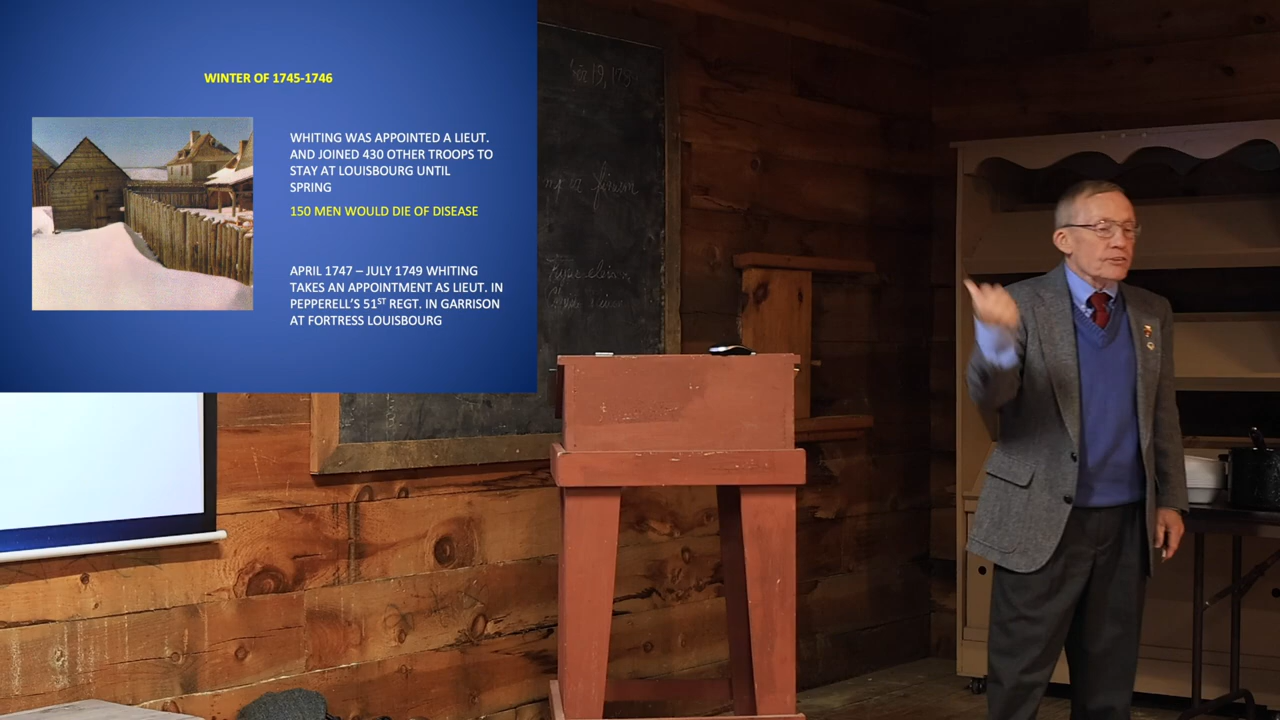 WINTER OF 1745-1746
WHITING WAS APPOINTED A LIEUT.
AND JOINED 430 OTHER TROOPS TO
STAY AT LOUISBOURG UNTIL
SPRING
150 MEN WOULD DIE OF DISEASE
APRIL 1747 – JULY 1749 WHITING
TAKES AN APPOINTMENT AS LIEUT. IN
PEPPERELL'S 51ST REGT. IN GARRISON
AT FORTRESS LOUISBOURG